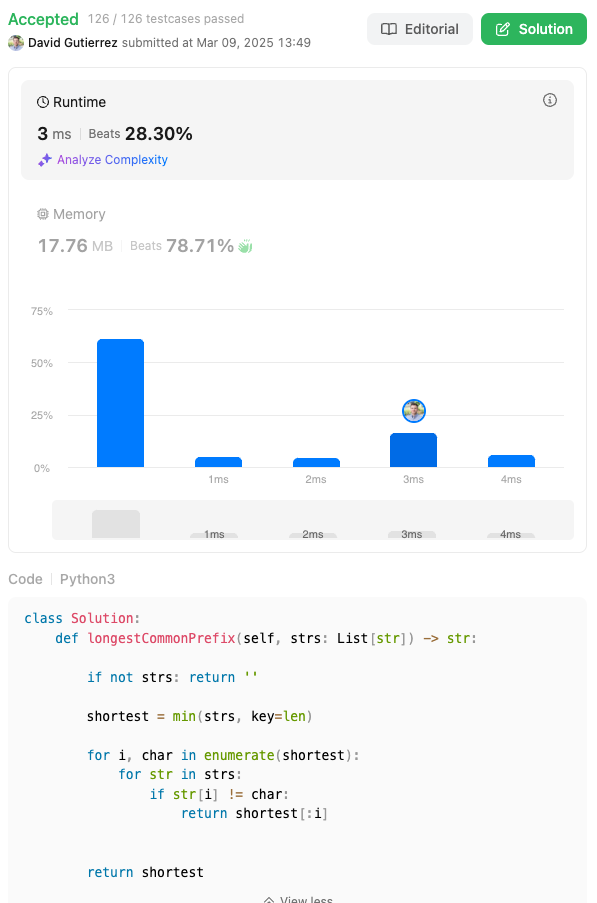 Accepted 126 / 126 testcases passed
David Gutierrez submitted at Mar 09, 2025 13:49
Editorial
Solution
Runtime
3 ms Beats 28.30%
Analyze Complexity
Memory
17.76 MB Beats 78.71%
75%
50%
25%
0%
1ms 2ms 3ms 4ms
1ms 2ms 3ms 4ms
Code Python3
class Solution:
    def longestCommonPrefix(self, strs: List[str]) -> str:
        if not strs: return ''
        shortest = min(strs, key=len)
        for i, char in enumerate(shortest):
            for str in strs:
                if str[i] != char:
                    return shortest[:i]
        return shortest
View less